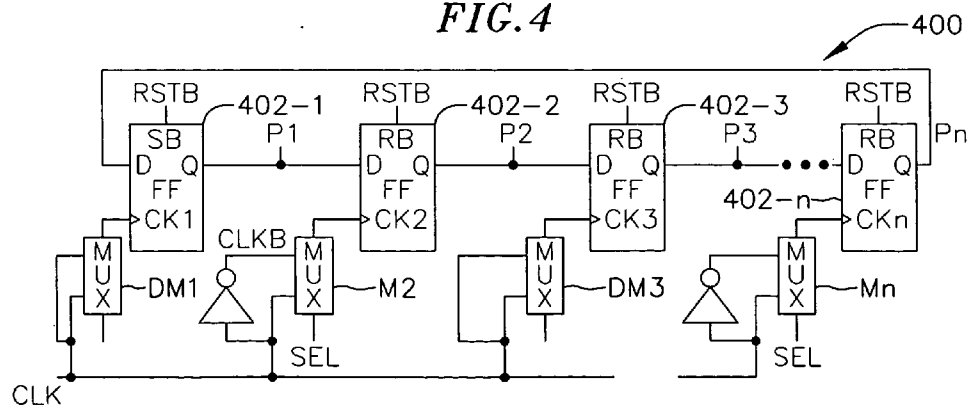 FIG. 4
400
RSTB RSTB RSTB RSTB
402-1 402-2 402-3
SB RB RB RB
P1 P2 P3 Pn
D Q D Q D Q D Q
FF FF FF FF
402-n
CK1 CK2 CK3 CKn
CLKB
MUX MUX MUX MUX
DM1 M2 DM3 Mn
SEL SEL
CLK